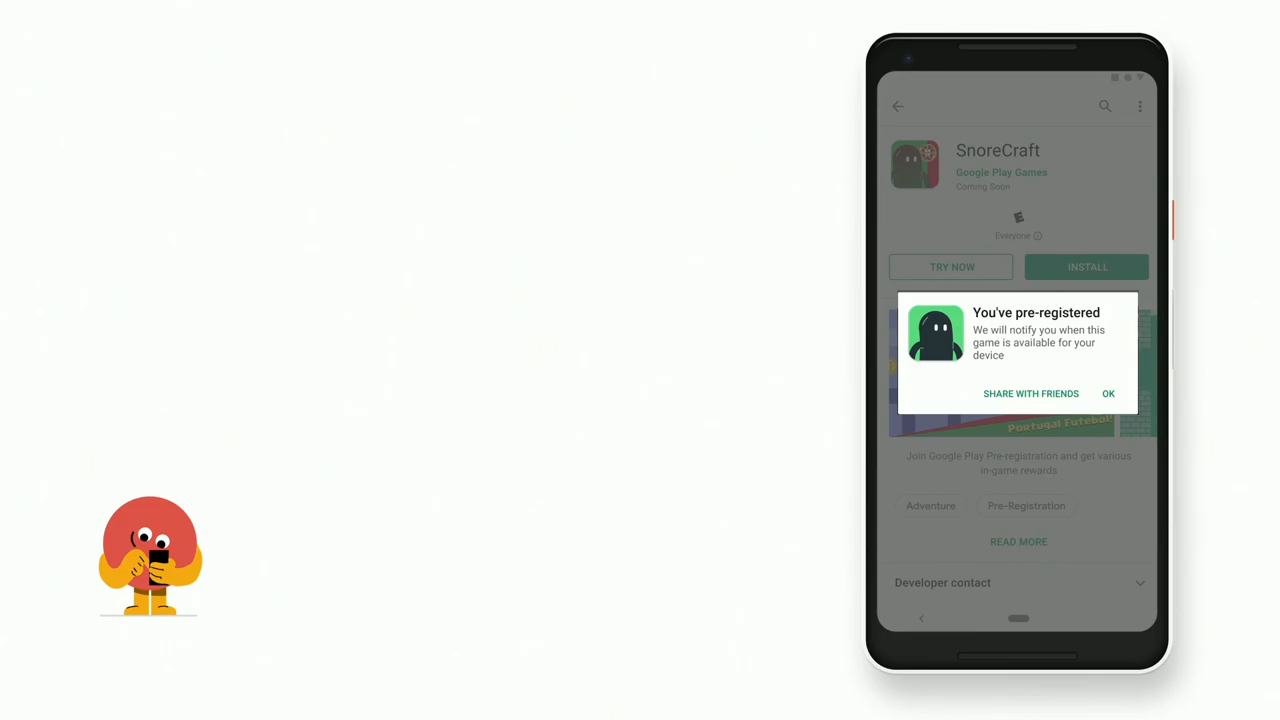 SnoreCraft
Google Play Games
Coming Soon
E
Everyone
TRY NOW
INSTALL
You've pre-registered
We will notify you when this
game is available for your
device
SHARE WITH FRIENDS
OK
Portugal Futebol
Join Google Play Pre-registration and get various
in-game rewards
Adventure
Pre-Registration
READ MORE
Developer contact